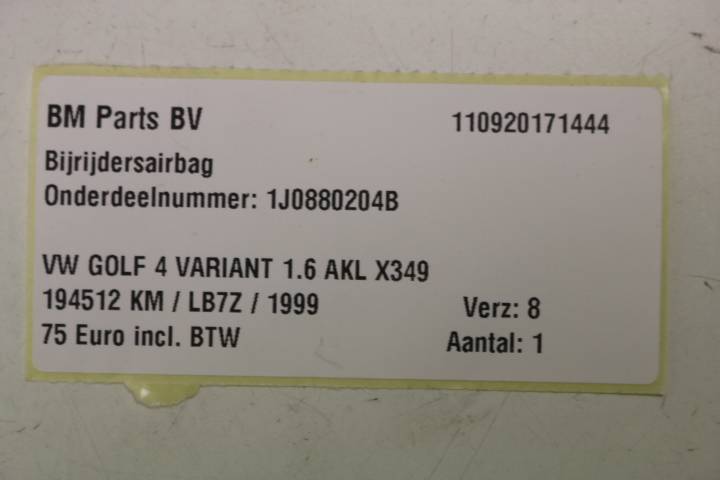 BM Parts BV 110920171444
Bijrijdersairbag
Onderdeelnummer: 1J0880204B
VW GOLF 4 VARIANT 1.6 AKL X349
194512 KM / LB7Z / 1999 Verz: 8
75 Euro incl. BTW Aantal: 1